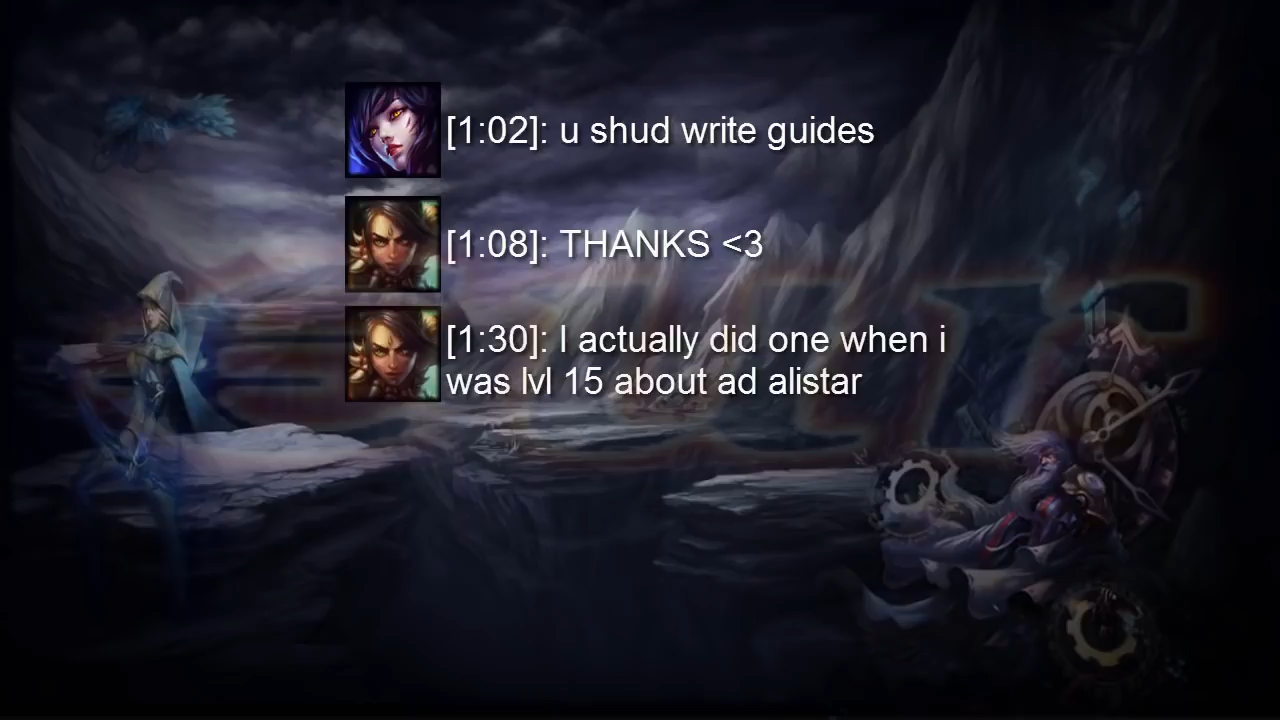 [1:02]: u shud write guides
[1:08]: THANKS <3
[1:30]: I actually did one when i
was lvl 15 about ad alistar